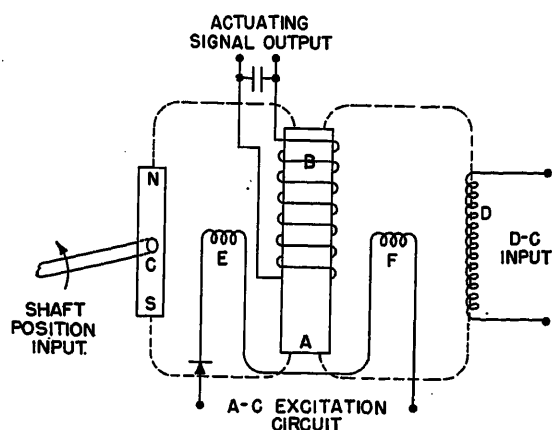 ACTUATING
SIGNAL OUTPUT
B
N
C
S
SHAFT
POSITION
INPUT.
E
F
D
D-C
INPUT
A
A-C EXCITATION
CIRCUIT